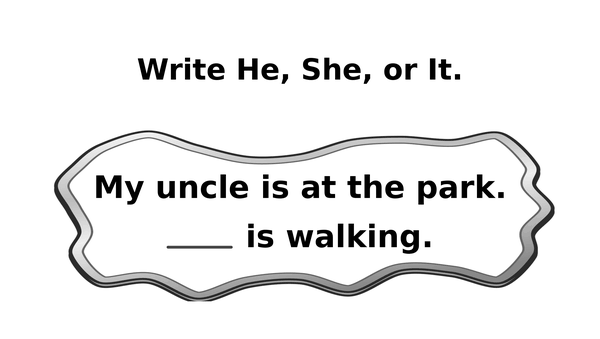 Write He, She, or It.
My uncle is at the park.
____ is walking.